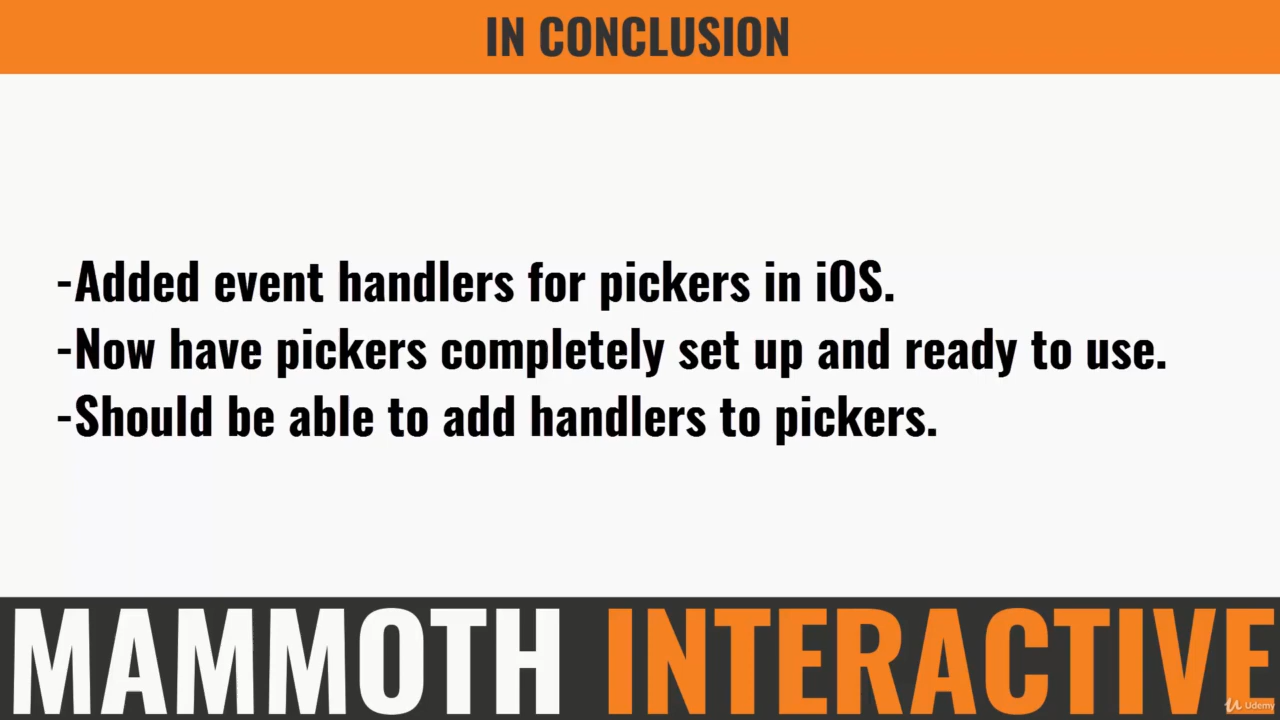 IN CONCLUSION
-Added event handlers for pickers in iOS.
-Now have pickers completely set up and ready to use.
-Should be able to add handlers to pickers.
MAMMOTH INTERACTIVE
Udemy